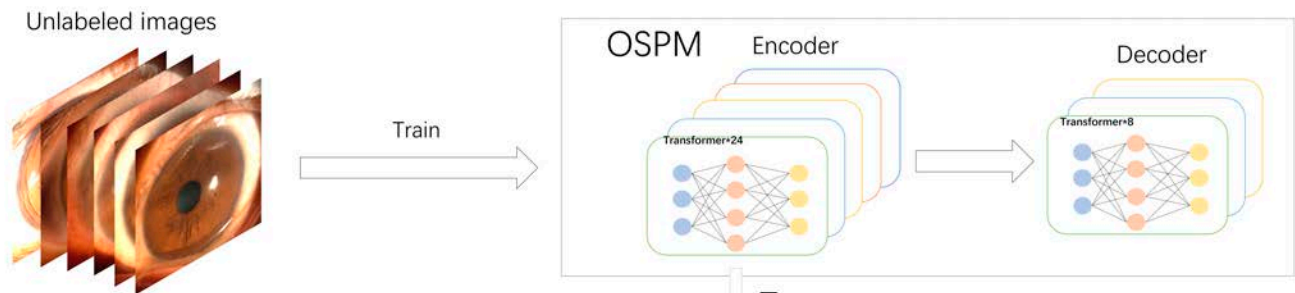 Unlabeled images
OSPM
Encoder
Decoder
Train
Transformer*24
Transformer*8